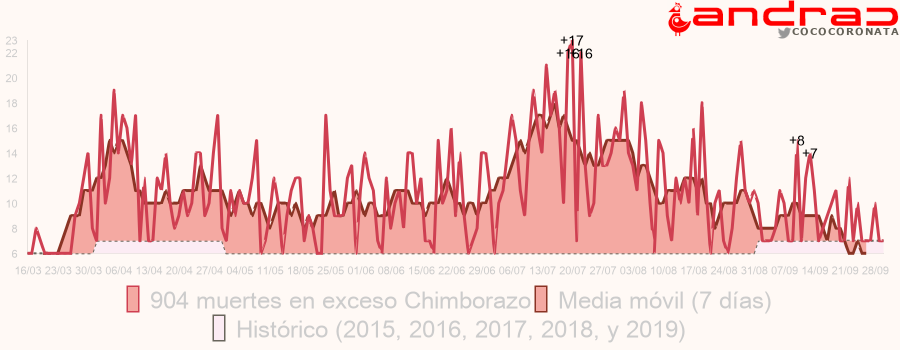 andrac
COCOCORONATA
+17
+16 +16
+8
+7
23
22
20
18
16
14
12
10
8
6
16/03 23/03 30/03 06/04 13/04 20/04 27/04 04/05 11/05 18/05 25/05 01/06 08/06 15/06 22/06 29/06 06/07 13/07 20/07 27/07 03/08 10/08 17/08 24/08 31/08 07/09 14/09 21/09 28/09
904 muertes en exceso Chimborazo Media móvil (7 días)
Histórico (2015, 2016, 2017, 2018, y 2019)